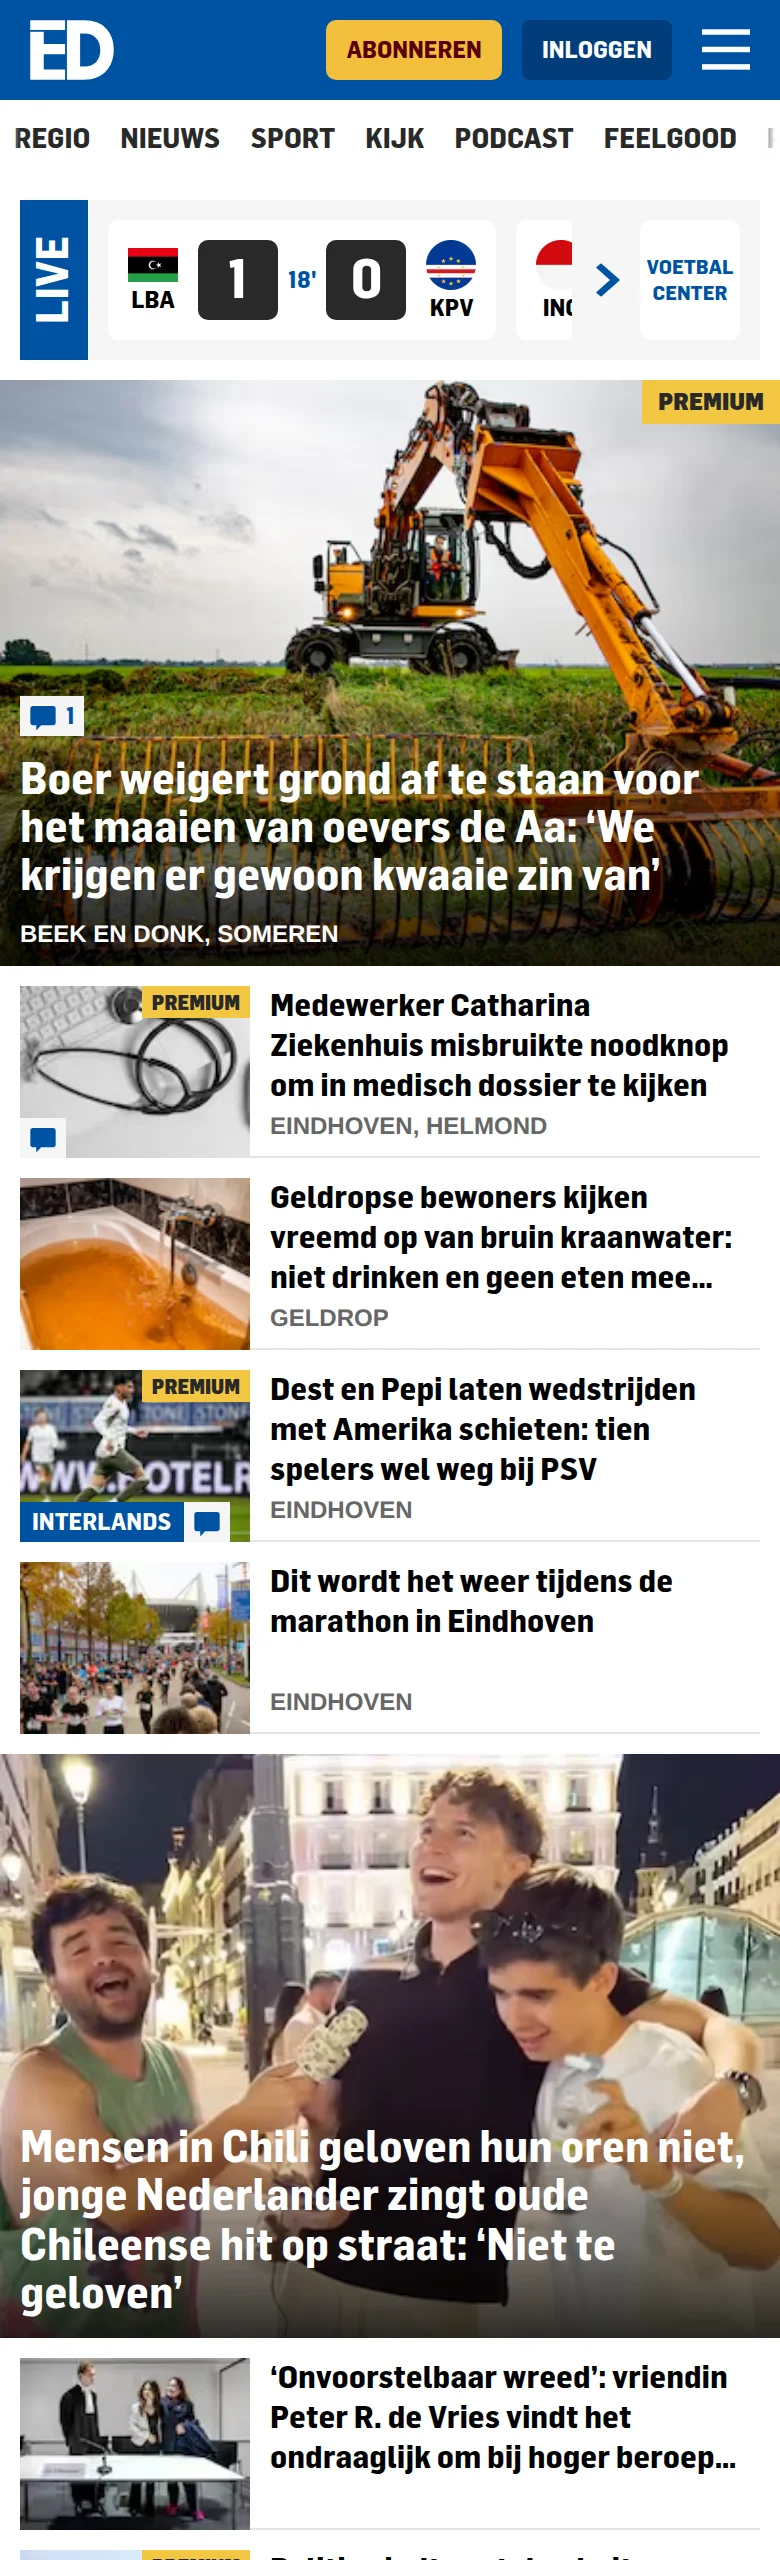 ED
ABONNEREN
INLOGGEN
REGIO NIEUWS SPORT KIJK PODCAST FEELGOOD
LIVE
LBA 1 18' 0 KPV
VOETBAL
CENTER
PREMIUM
1
Boer weigert grond af te staan voor
het maaien van oevers de Aa: ‘We
krijgen er gewoon kwaaie zin van’
BEEK EN DONK, SOMEREN
PREMIUM
Medewerker Catharina
Ziekenhuis misbruikte noodknop
om in medisch dossier te kijken
EINDHOVEN, HELMOND
Geldropse bewoners kijken
vreemd op van bruin kraanwater:
niet drinken en geen eten mee...
GELDROP
PREMIUM
INTERLANDS
Dest en Pepi laten wedstrijden
met Amerika schieten: tien
spelers wel weg bij PSV
EINDHOVEN
Dit wordt het weer tijdens de
marathon in Eindhoven
EINDHOVEN
Mensen in Chili geloven hun oren niet,
jonge Nederlander zingt oude
Chileense hit op straat: ‘Niet te
geloven’
‘Onvoorstelbaar wreed’: vriendin
Peter R. de Vries vindt het
ondraaglijk om bij hoger beroep...